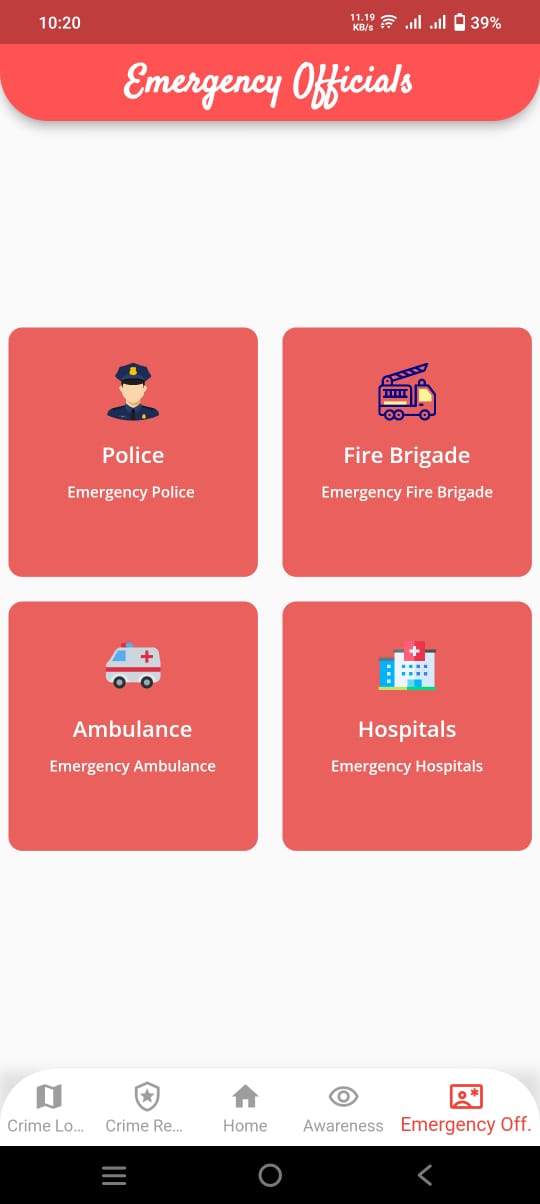 10:20
11.19
KB/s
39%
Emergency Officials
Police
Emergency Police
Fire Brigade
Emergency Fire Brigade
Ambulance
Emergency Ambulance
Hospitals
Emergency Hospitals
Crime Lo...
Crime Re...
Home
Awareness
Emergency Off.